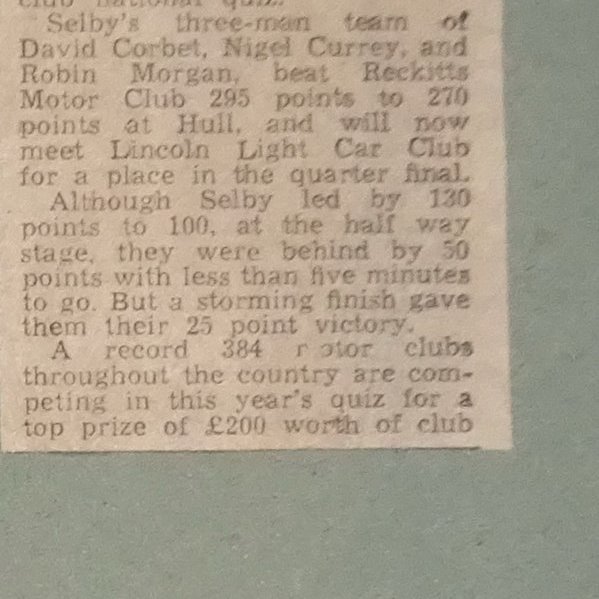 club national quiz.
Selby's three-man team of
David Corbet, Nigel Currey, and
Robin Morgan, beat Reckitts
Motor Club 295 points to 270
points at Hull, and will now
meet Lincoln Light Car Club
for a place in the quarter final.
Although Selby led by 130
points to 100, at the half way
stage, they were behind by 50
points with less than five minutes
to go. But a storming finish gave
them their 25 point victory.
A record 384 r otor clubs
throughout the country are com-
peting in this year's quiz for a
top prize of £200 worth of club